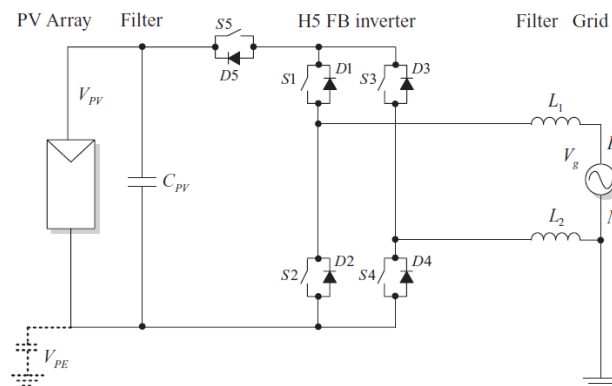 PV Array Filter H5 FB inverter Filter Grid
S5
D5
S1 D1 S3 D3
V_PV
L_1
V_g
C_PV
L_2
S2 D2 S4 D4
V_PE